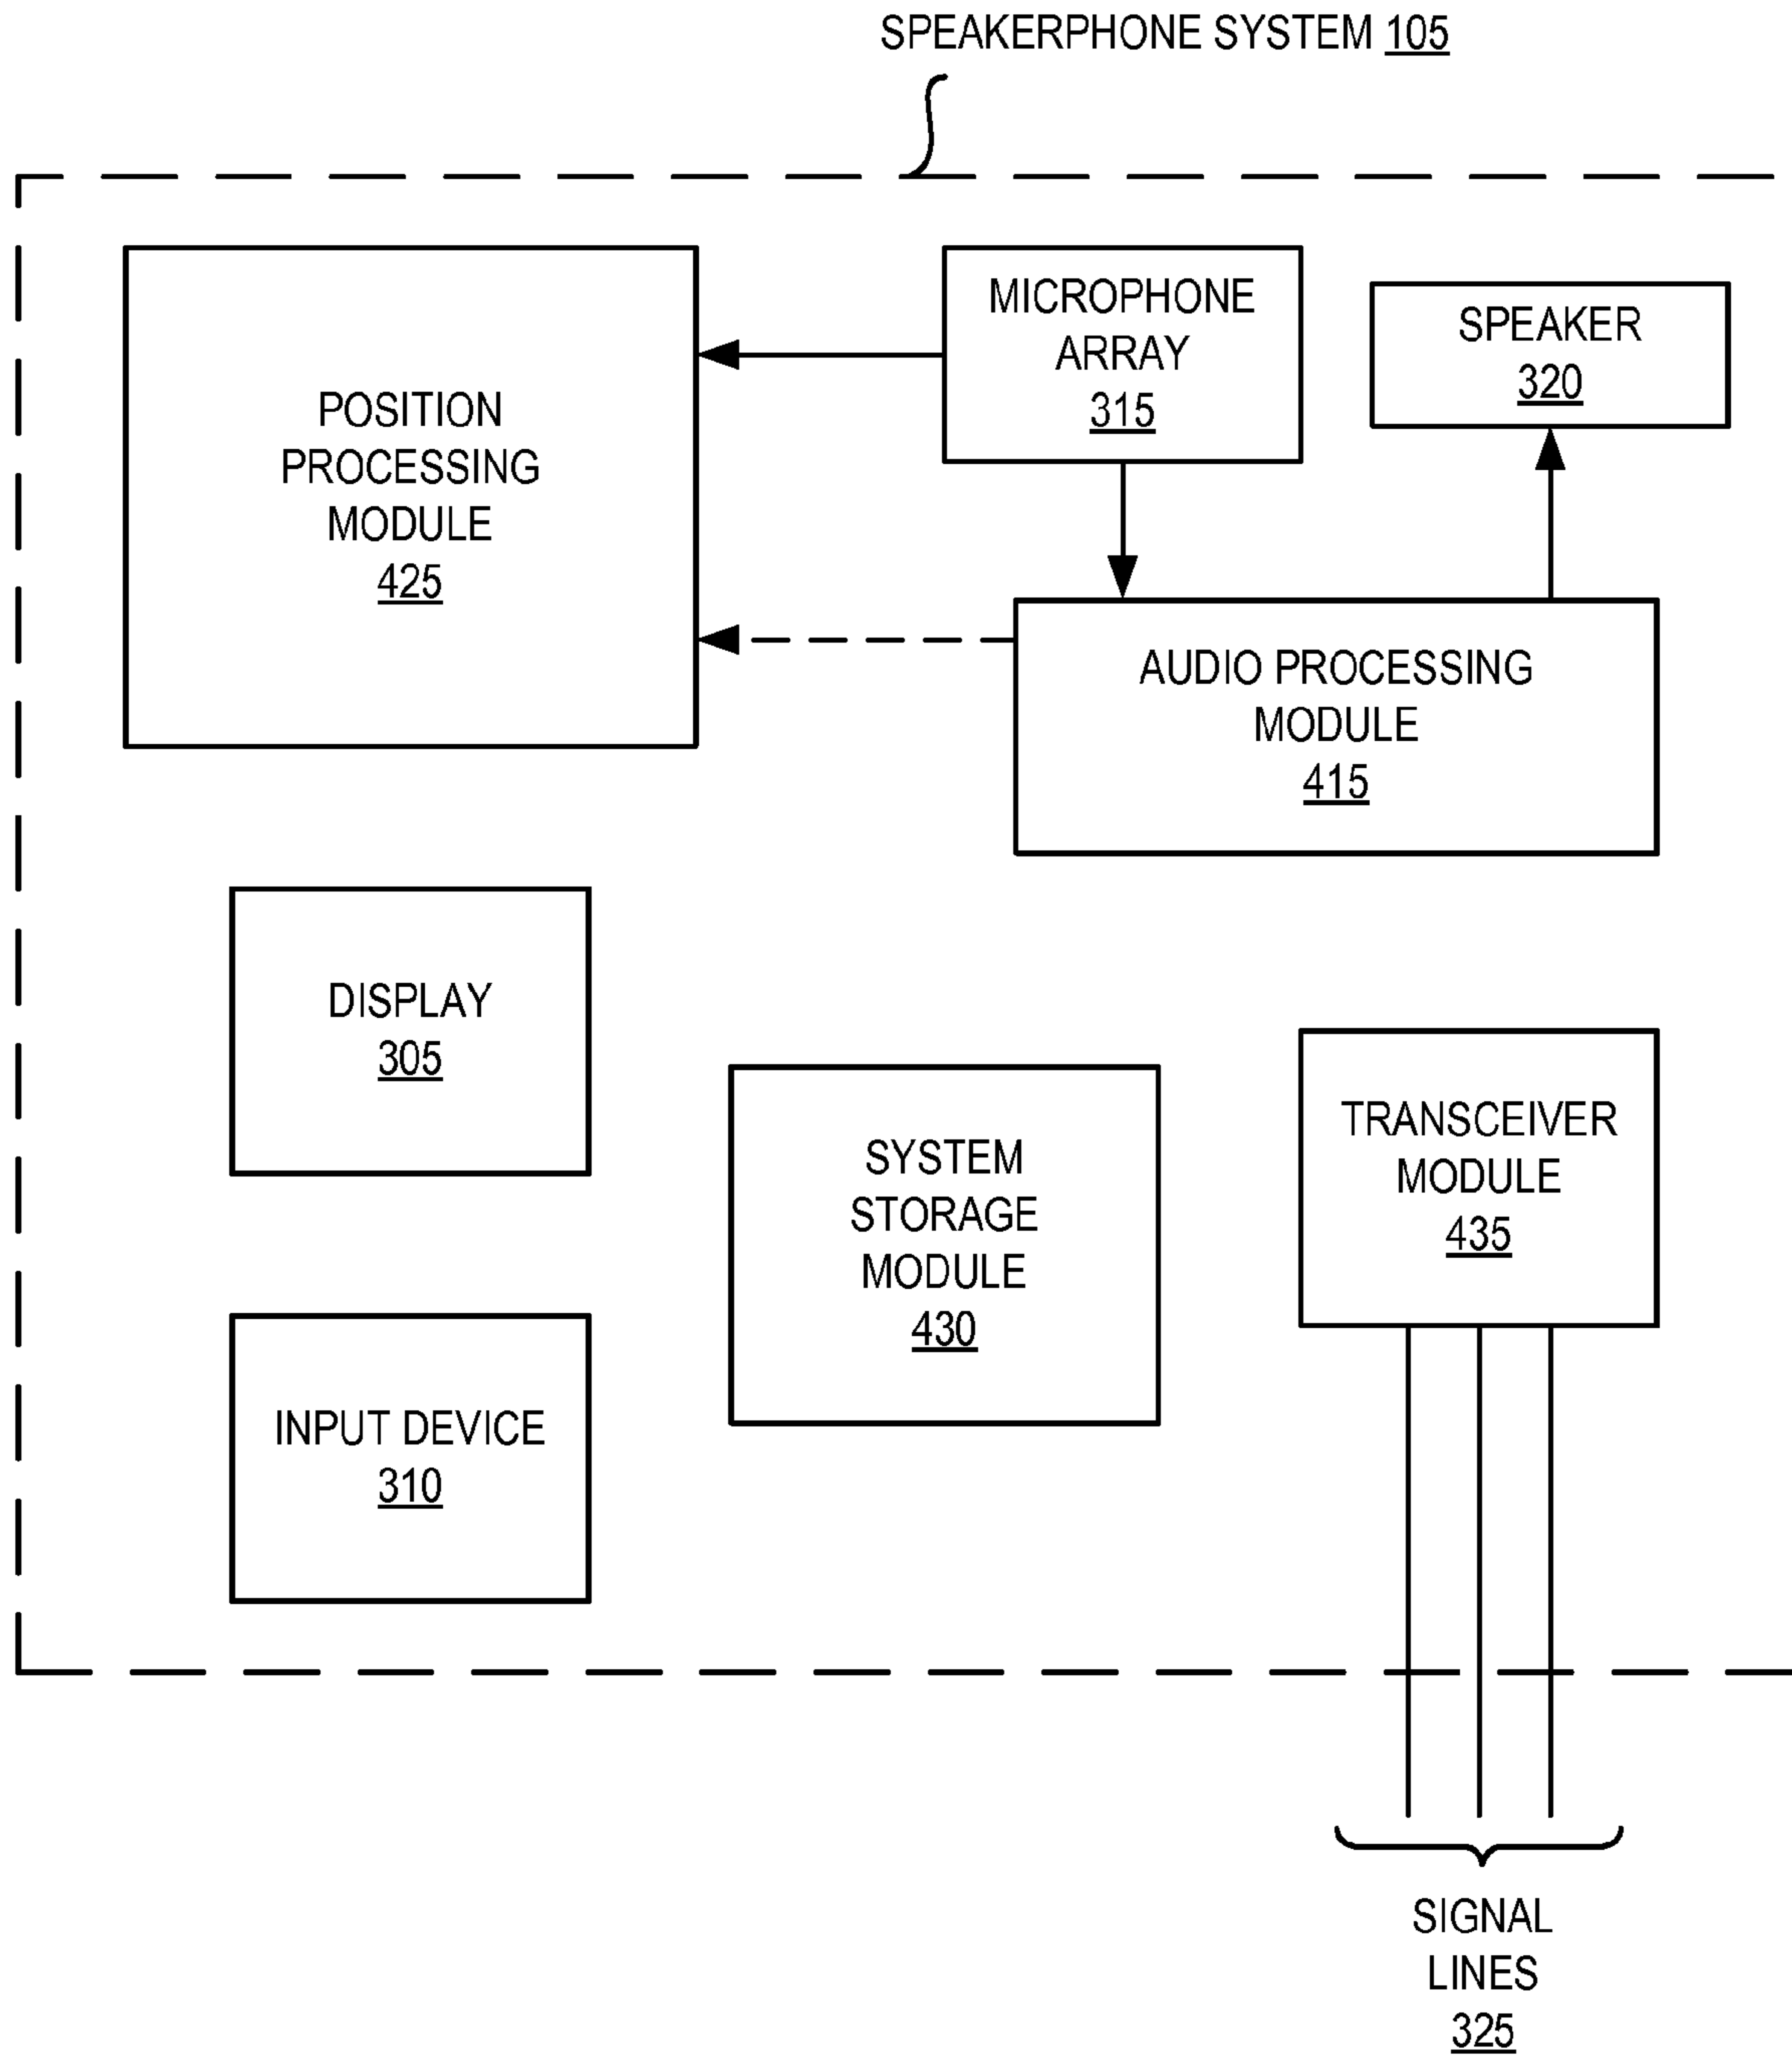 SPEAKERPHONE SYSTEM 105
POSITION
PROCESSING
MODULE
425
MICROPHONE
ARRAY
315
SPEAKER
320
AUDIO PROCESSING
MODULE
415
DISPLAY
305
SYSTEM
STORAGE
MODULE
430
TRANSCEIVER
MODULE
435
INPUT DEVICE
310
SIGNAL
LINES
325